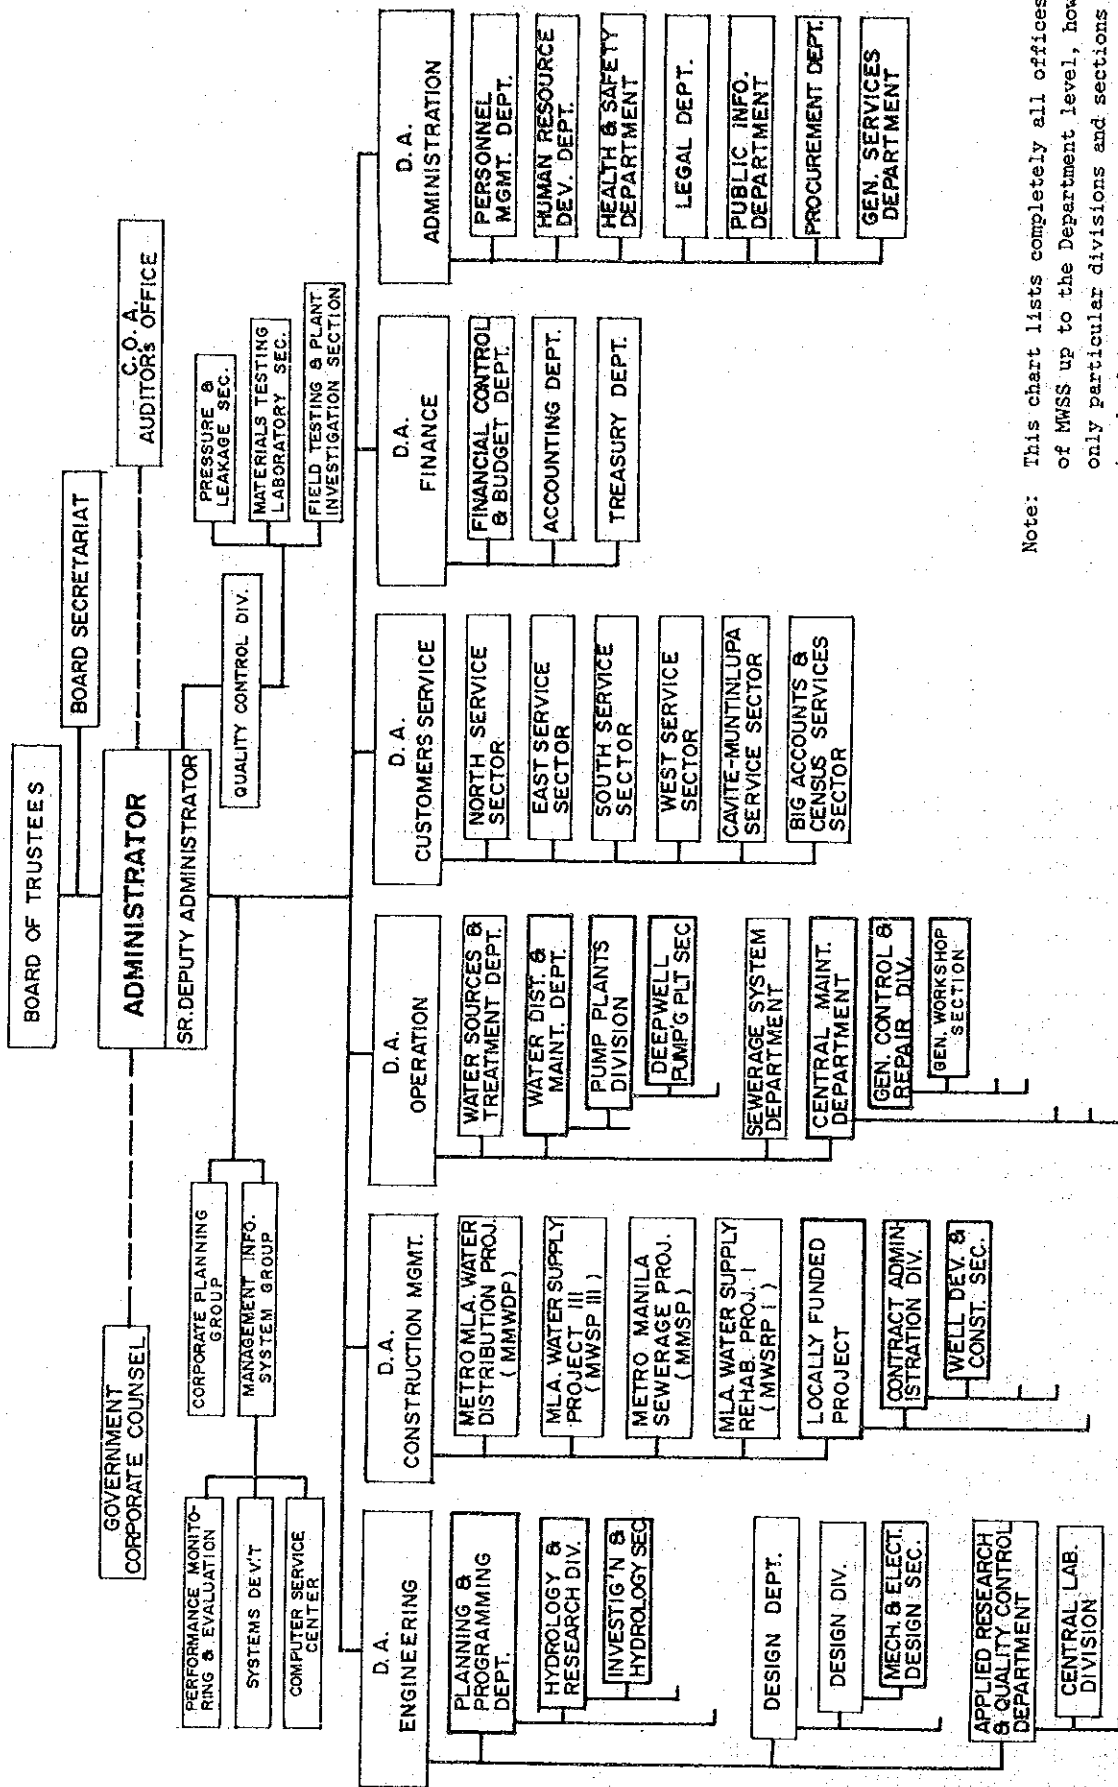 BOARD OF TRUSTEES
BOARD SECRETARIAT
GOVERNMENT
CORPORATE COUNSEL
ADMINISTRATOR
SR. DEPUTY ADMINISTRATOR
C.O.A.
AUDITOR'S OFFICE
CORPORATE PLANNING
GROUP
MANAGEMENT INFO.
SYSTEM GROUP
PERFORMANCE MONITO-
RING & EVALUATION
SYSTEMS DEV'T
COMPUTER SERVICE
CENTER
QUALITY CONTROL DIV.
PRESSURE &
LEAKAGE SEC.
MATERIALS TESTING
LABORATORY SEC.
FIELD TESTING & PLANT
INVESTIGATION SECTION
D.A.
ENGINEERING
PLANNING &
PROGRAMMING
DEPT.
HYDROLOGY &
RESEARCH DIV.
INVESTIG'N &
HYDROLOGY SEC
DESIGN DEPT.
DESIGN DIV.
MECH. & ELECT.
DESIGN SEC.
APPLIED RESEARCH
& QUALITY CONTROL
DEPARTMENT
CENTRAL LAB.
DIVISION
D.A.
CONSTRUCTION MGMT.
METRO MLA. WATER
DISTRIBUTION PROJ.
( MMWDP)
MLA. WATER SUPPLY
PROJECT III
( MWSP III )
METRO MANILA
SEWERAGE PROJ.
( MMSP)
MLA. WATER SUPPLY
REHAB. PROJ. I
( MWSRP I )
LOCALLY FUNDED
PROJECT
CONTRACT ADMIN
ISTRATION DIV.
WELL DEV. &
CONST. SEC.
D.A.
OPERATION
WATER SOURCES &
TREATMENT DEPT.
WATER DIST. &
MAINT. DEPT.
PUMP PLANTS
DIVISION
DEEPWELL
PUMP'G PLT SEC
SEWERAGE SYSTEM
DEPARTMENT
CENTRAL MAINT.
DEPARTMENT
GEN. CONTROL &
REPAIR DIV.
GEN. WORKSHOP
SECTION
D.A.
CUSTOMERS SERVICE
NORTH SERVICE
SECTOR
EAST SERVICE
SECTOR
SOUTH SERVICE
SECTOR
WEST SERVICE
SECTOR
CAVITE-MUNTINLUPA
SERVICE SECTOR
BIG ACCOUNTS &
CENSUS SERVICES
SECTOR
D.A.
FINANCE
FINANCIAL CONTROL
& BUDGET DEPT.
ACCOUNTING DEPT.
TREASURY DEPT.
D.A.
ADMINISTRATION
PERSONNEL
MGMT. DEPT.
HUMAN RESOURCE
DEV. DEPT.
HEALTH & SAFETY
DEPARTMENT
LEGAL DEPT.
PUBLIC INFO.
DEPARTMENT
PROCUREMENT DEPT.
GEN. SERVICES
DEPARTMENT
Note: This chart lists completely all offices
of MWSS up to the Department level, how
only particular divisions and sections